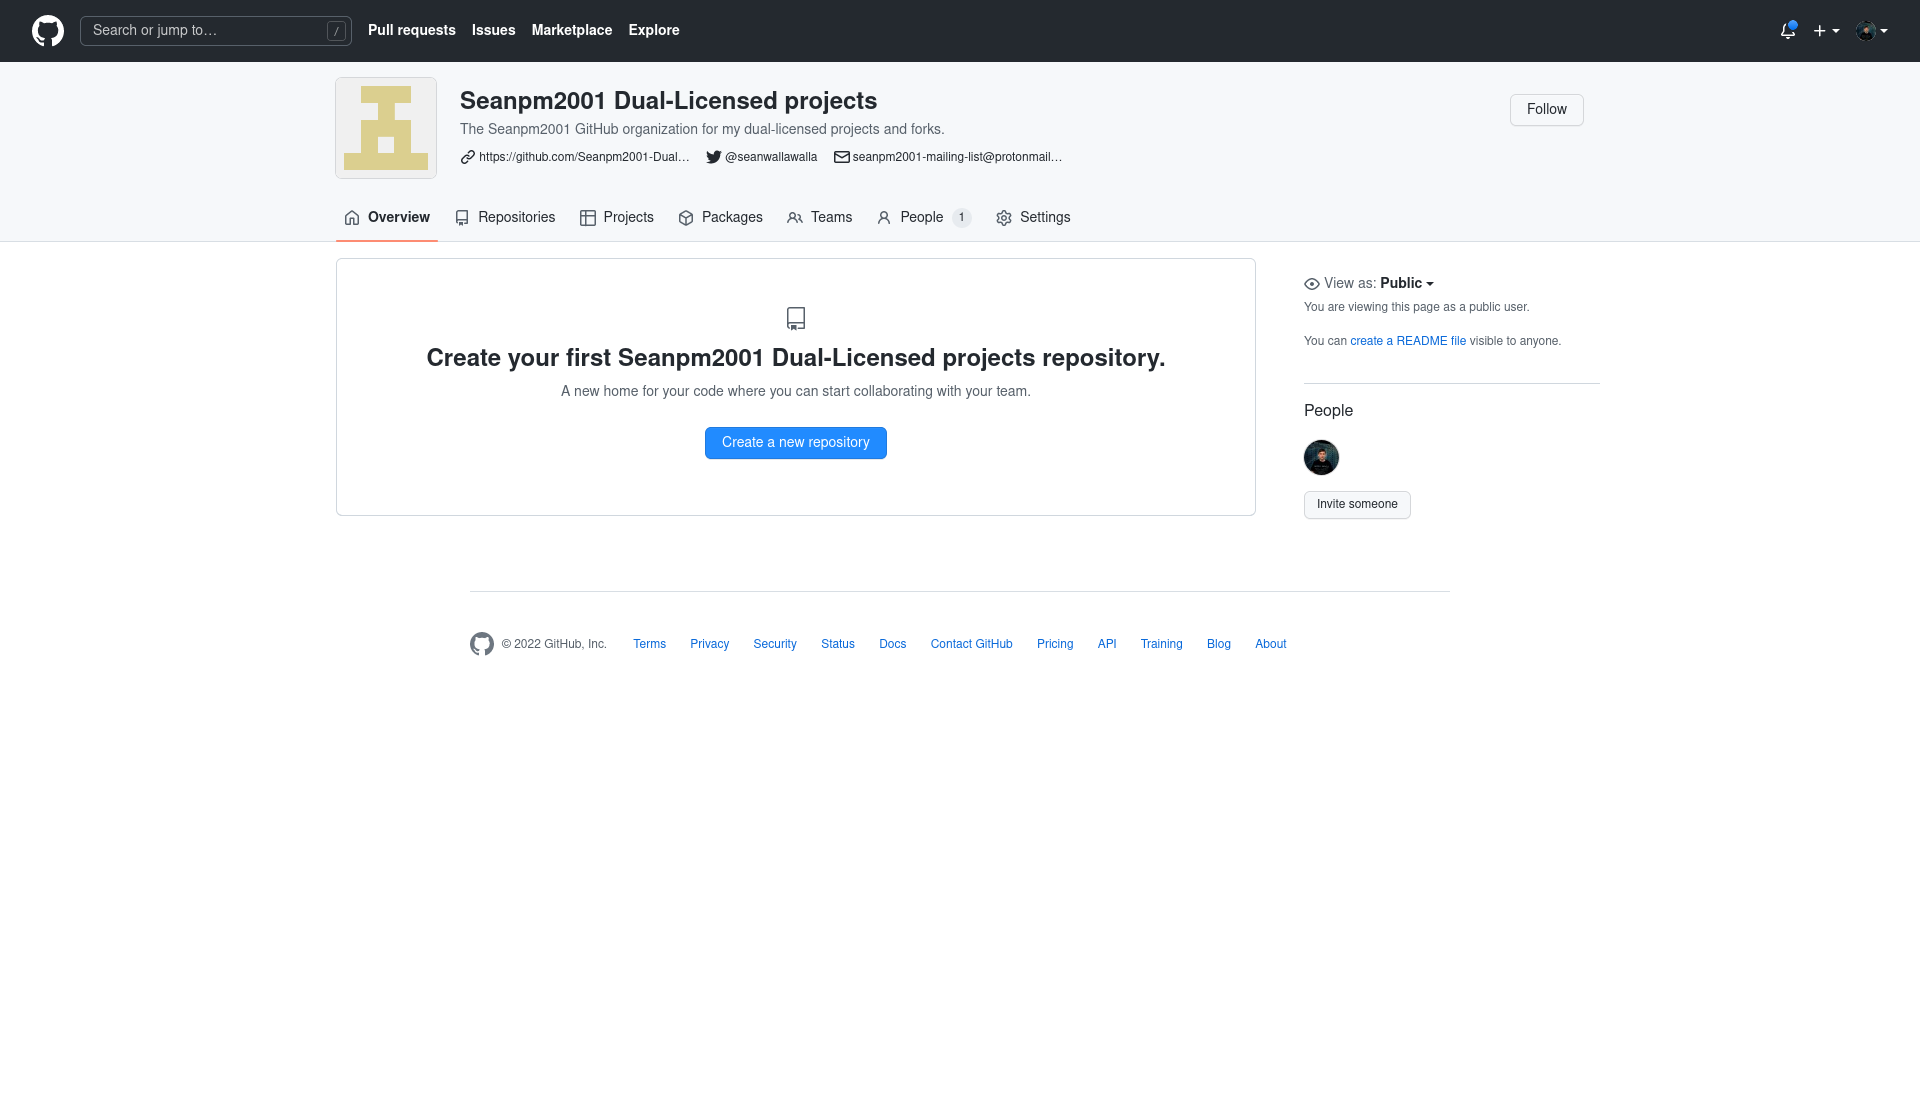 Search or jump to… /
Pull requests Issues Marketplace Explore
Seanpm2001 Dual-Licensed projects
The Seanpm2001 GitHub organization for my dual-licensed projects and forks.
https://github.com/Seanpm2001-Dual… @seanwallawalla seanpm2001-mailing-list@protonmail…
Follow
Overview Repositories Projects Packages Teams People 1 Settings
Create your first Seanpm2001 Dual-Licensed projects repository.
A new home for your code where you can start collaborating with your team.
Create a new repository
View as: Public
You are viewing this page as a public user.
You can create a README file visible to anyone.
People
Invite someone
© 2022 GitHub, Inc. Terms Privacy Security Status Docs Contact GitHub Pricing API Training Blog About